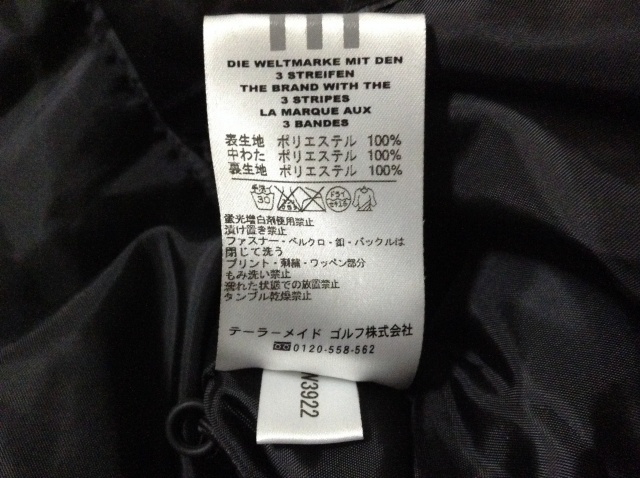 DIE WELTMARKE MIT DEN
3 STREIFEN
THE BRAND WITH THE
3 STRIPES
LA MARQUE AUX
3 BANDES
表生地 ポリエステル 100%
中わた ポリエステル 100%
裏生地 ポリエステル 100%
手洗イ 30 ドライ
蛍光増白剤使用禁止
漬け置き禁止
ファスナー・ベルクロ・釦・バックルは
閉じて洗う
プリント・刺繍・ワッペン部分
もみ洗い禁止
濡れた状態での放置禁止
タンブル乾燥禁止
テーラーメイド ゴルフ株式会社
0120-558-562
3922